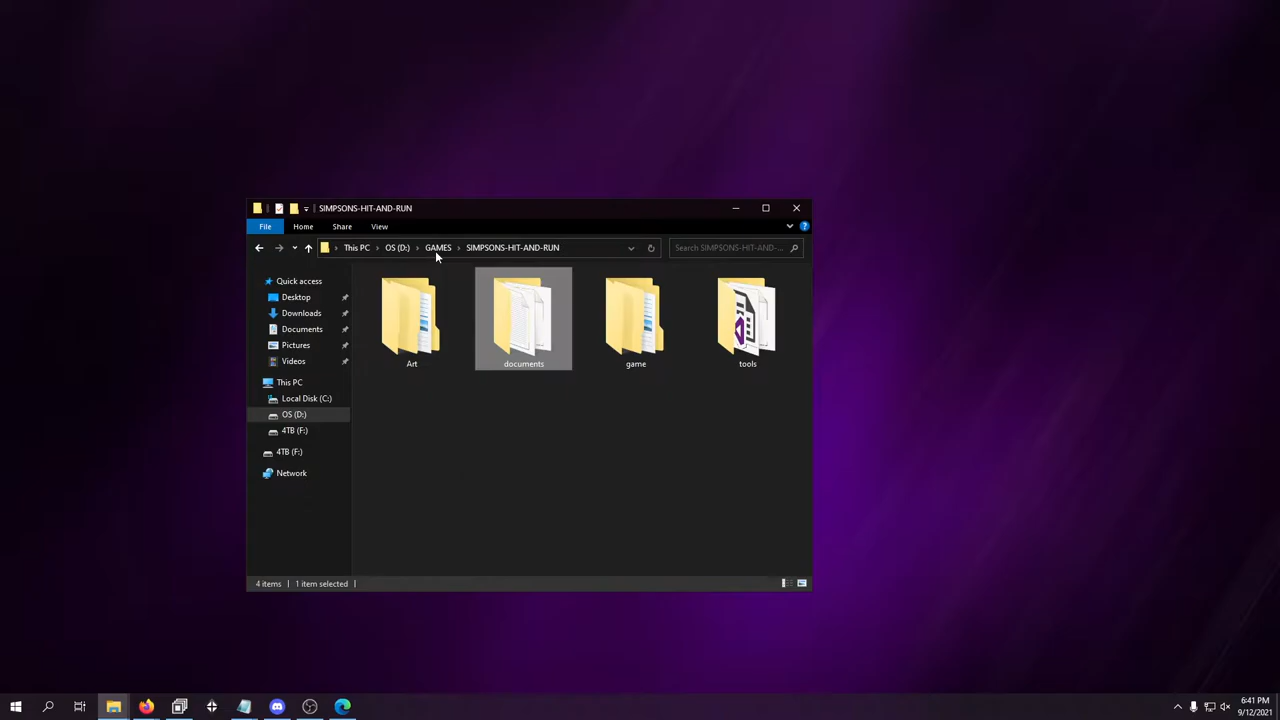 SIMPSONS-HIT-AND-RUN
File Home Share View
This PC OS (D:) GAMES SIMPSONS-HIT-AND-RUN Search SIMPSONS-HIT-AND-...
Quick access
Desktop
Downloads
Documents
Pictures
Videos
This PC
Local Disk (C:)
OS (D:)
4TB (F:)
4TB (F:)
Network
Art documents game tools
4 items 1 item selected
6:41 PM
9/12/2021